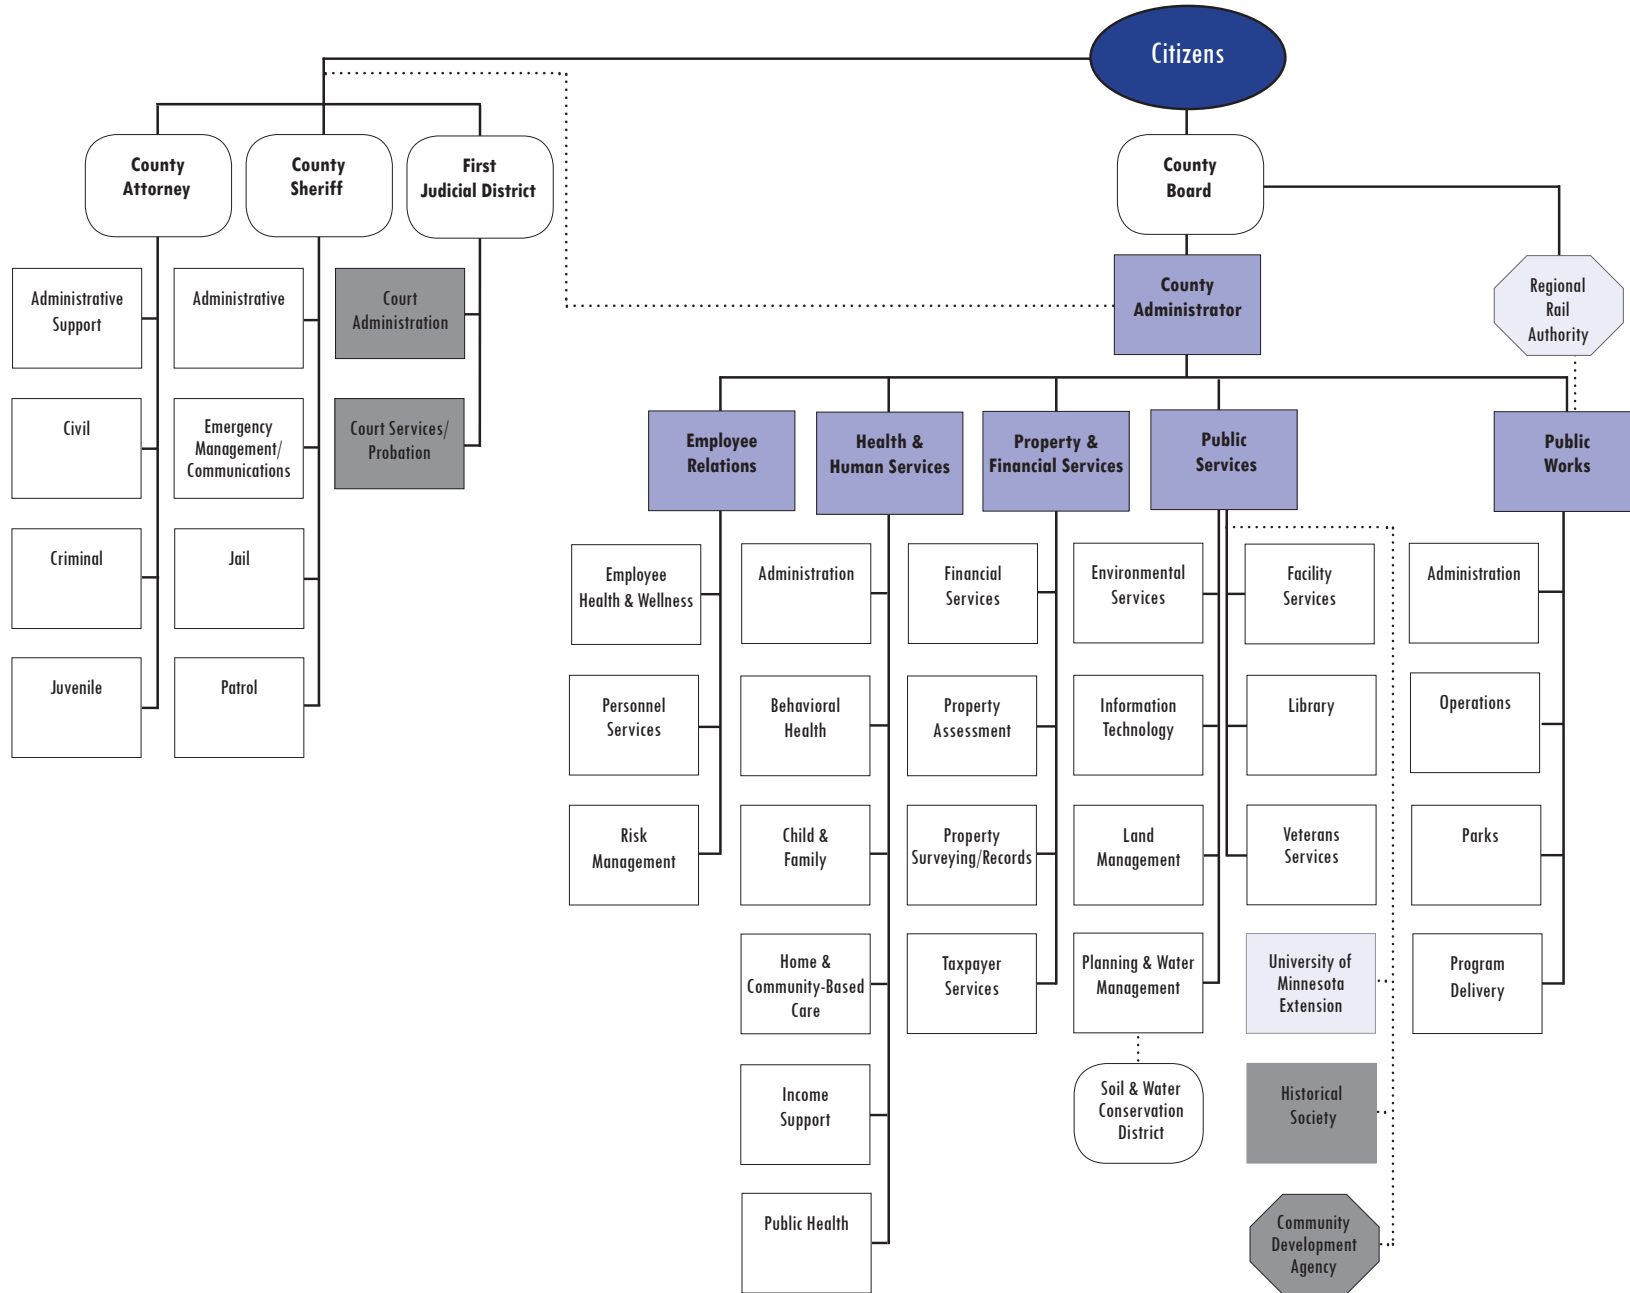 Citizens
County
Attorney
County
Sheriff
First
Judicial District
County
Board
Administrative
Support
Administrative
Court
Administration
County
Administrator
Regional
Rail
Authority
Civil
Emergency
Management/
Communications
Court Services/
Probation
Employee
Relations
Health &
Human Services
Property &
Financial Services
Public
Services
Public
Works
Criminal
Jail
Employee
Health & Wellness
Administration
Financial
Services
Environmental
Services
Facility
Services
Administration
Juvenile
Patrol
Personnel
Services
Behavioral
Health
Property
Assessment
Information
Technology
Library
Operations
Risk
Management
Child &
Family
Property
Surveying/Records
Land
Management
Veterans
Services
Parks
Home &
Community-Based
Care
Taxpayer
Services
Planning & Water
Management
University of
Minnesota
Extension
Program
Delivery
Income
Support
Soil & Water
Conservation
District
Historical
Society
Public Health
Community
Development
Agency